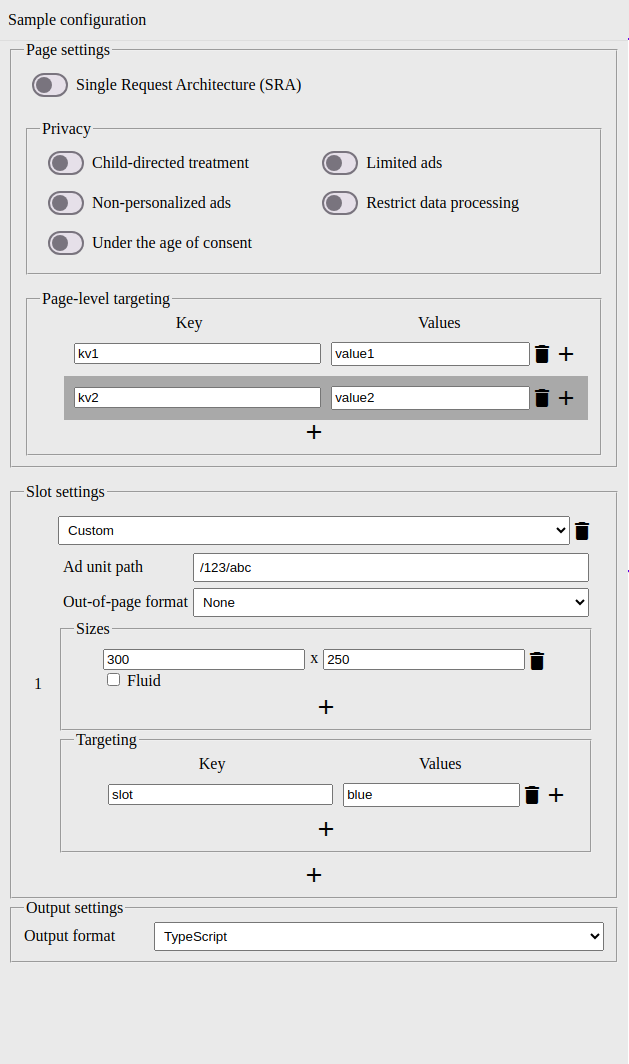 Sample configuration
Page settings
Single Request Architecture (SRA)
Privacy
Child-directed treatment Limited ads
Non-personalized ads Restrict data processing
Under the age of consent
Page-level targeting
Key Values
kv1 value1
kv2 value2
Slot settings
Custom
Ad unit path /123/abc
Out-of-page format None
Sizes
300 x 250
Fluid
1
Targeting
Key Values
slot blue
Output settings
Output format TypeScript